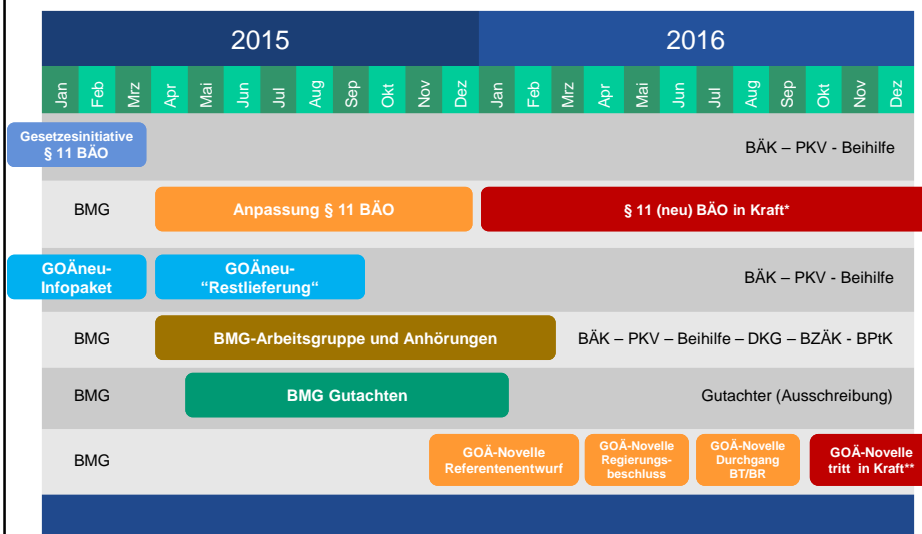 2015 2016
Jan Feb Mrz Apr Mai Jun Jul Aug Sep Okt Nov Dez Jan Feb Mrz Apr Mai Jun Jul Aug Sep Okt Nov Dez
Gesetzesinitiative
§ 11 BÄO
BÄK – PKV - Beihilfe
BMG Anpassung § 11 BÄO § 11 (neu) BÄO in Kraft*
GOÄneu-
Infopaket
GOÄneu-
“Restlieferung“
BÄK – PKV - Beihilfe
BMG BMG-Arbeitsgruppe und Anhörungen BÄK – PKV – Beihilfe – DKG – BZÄK - BPtK
BMG BMG Gutachten Gutachter (Ausschreibung)
BMG
GOÄ-Novelle
Referentenentwurf
GOÄ-Novelle
Regierungs-
beschluss
GOÄ-Novelle
Durchgang
BT/BR
GOÄ-Novelle
tritt in Kraft**